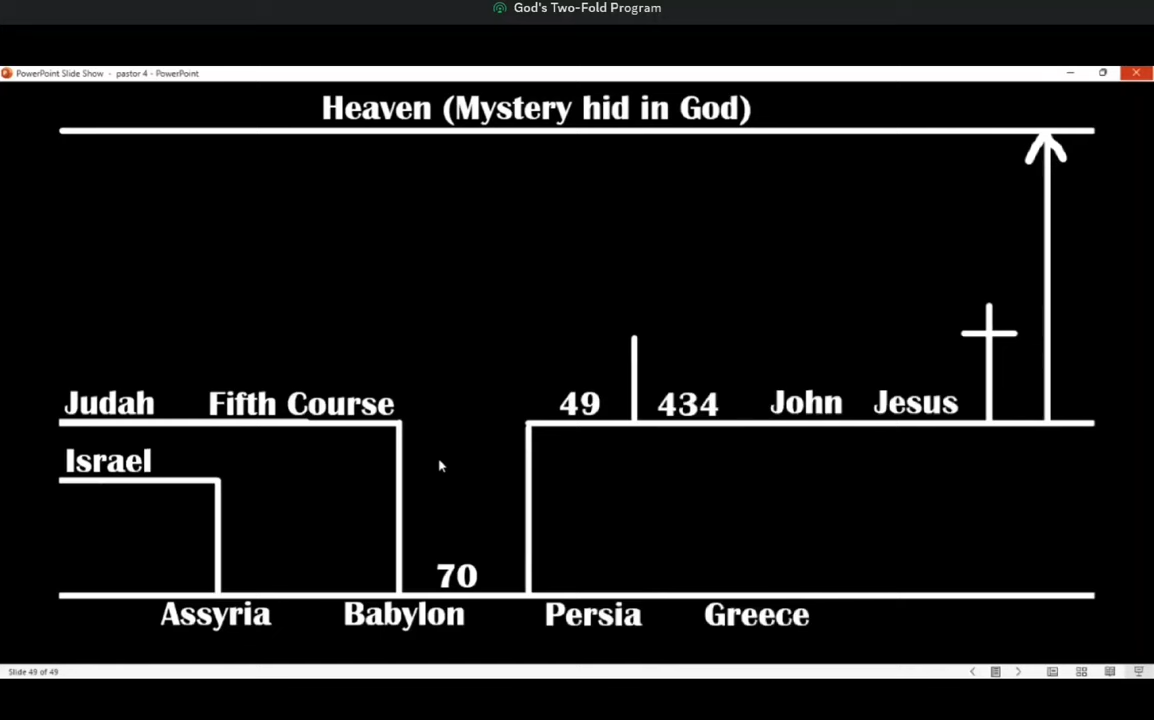 God's Two-Fold Program
PowerPoint Slide Show - pastor 4 - PowerPoint
Heaven (Mystery hid in God)
Judah Fifth Course 49 434 John Jesus
Israel
70
Assyria Babylon Persia Greece
Slide 49 of 49